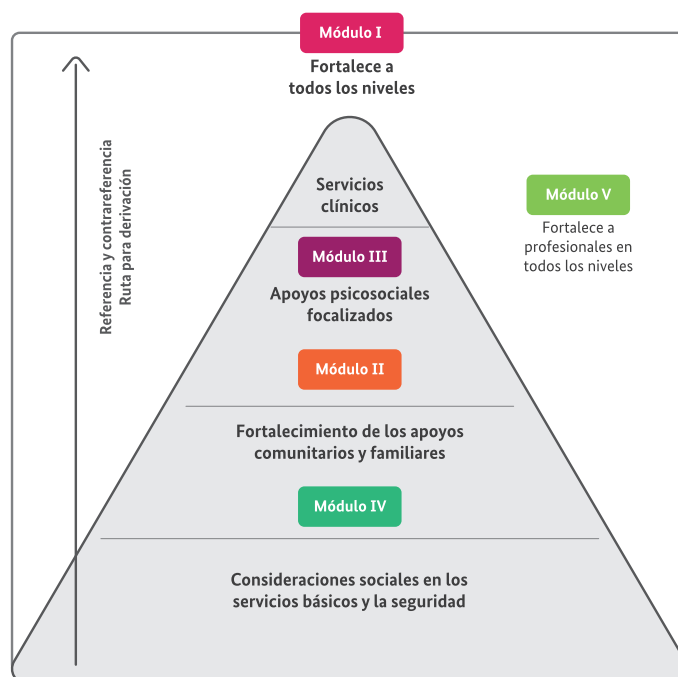 Módulo I
Fortalece a
todos los niveles
Referencia y contrareferencia
Ruta para derivación
Servicios
clínicos
Módulo V
Fortalece a
profesionales en
todos los niveles
Módulo III
Apoyos psicosociales
focalizados
Módulo II
Fortalecimiento de los apoyos
comunitarios y familiares
Módulo IV
Consideraciones sociales en los
servicios básicos y la seguridad